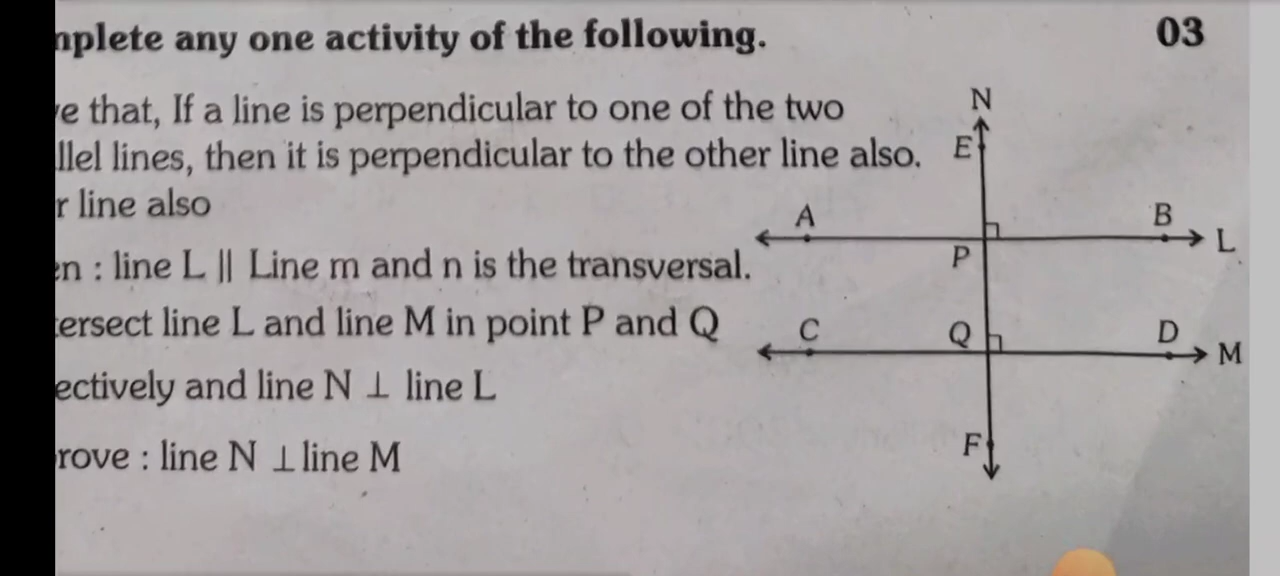 nplete any one activity of the following. 03
e that, If a line is perpendicular to one of the two
llel lines, then it is perpendicular to the other line also.
r line also
en : line L || Line m and n is the transversal.
ersect line L and line M in point P and Q
ectively and line N ⊥ line L
rove : line N ⊥ line M
N
E
A B
L
P
C Q D
M
F